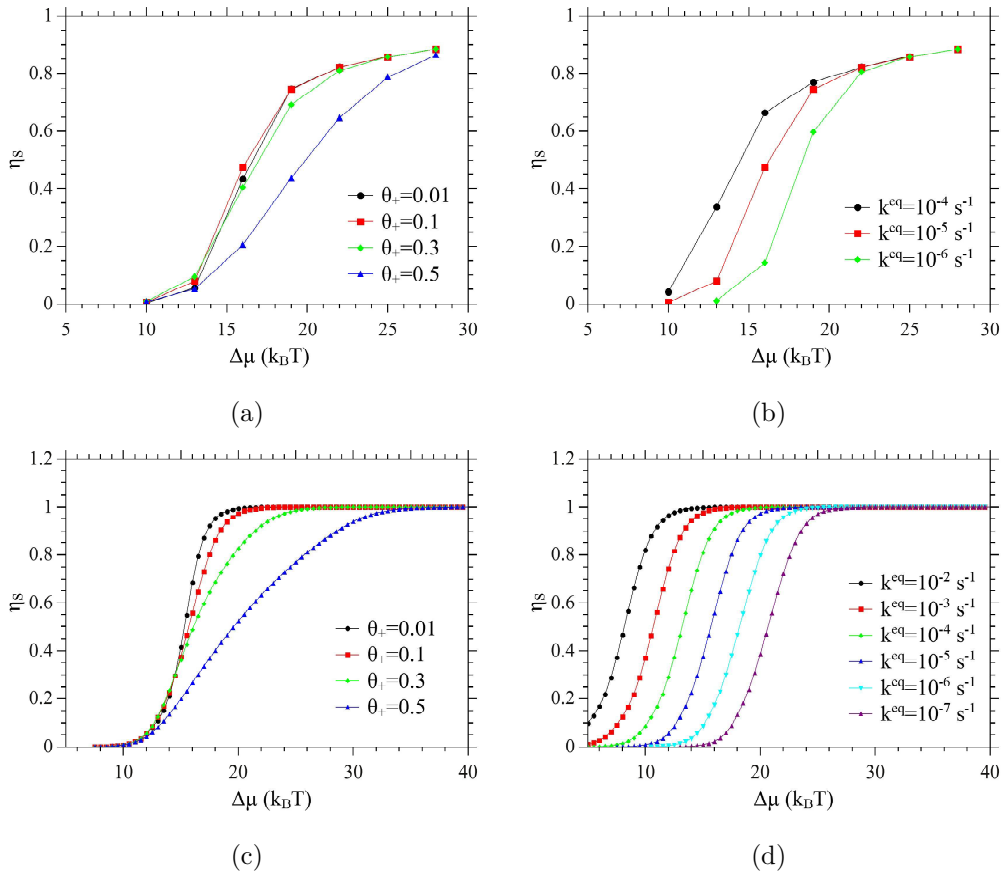 1
0.8
0.6
0.4
0.2
0
ηS
θ+=0.01
θ+=0.1
θ+=0.3
θ+=0.5
5 10 15 20 25 30
Δμ (kBT)
(a)
1
0.8
0.6
0.4
0.2
0
ηS
keq=10-4 s-1
keq=10-5 s-1
keq=10-6 s-1
5 10 15 20 25 30
Δμ (kBT)
(b)
1.2
1
0.8
0.6
0.4
0.2
0
ηS
θ+=0.01
θ+=0.1
θ+=0.3
θ+=0.5
10 20 30 40
Δμ (kBT)
(c)
1.2
1
0.8
0.6
0.4
0.2
0
ηS
keq=10-2 s-1
keq=10-3 s-1
keq=10-4 s-1
keq=10-5 s-1
keq=10-6 s-1
keq=10-7 s-1
10 20 30 40
Δμ (kBT)
(d)